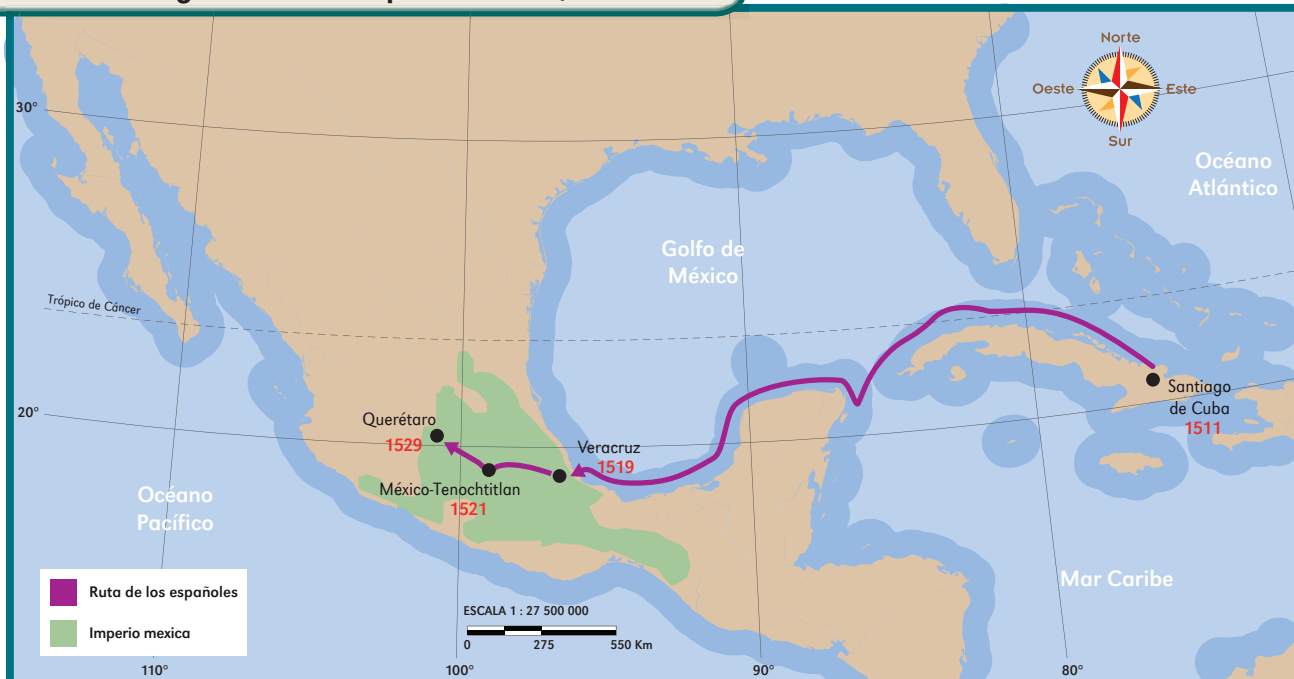 Norte
Oeste
Este
Sur
30°
Océano
Atlántico
Golfo de
México
Trópico de Cáncer
20°
Querétaro
1529
Veracruz
1519
México-Tenochtitlan
1521
Santiago
de Cuba
1511
Océano
Pacífico
Mar Caribe
Ruta de los españoles
Imperio mexica
ESCALA 1 : 27 500 000
0 275 550 Km
110° 100° 90° 80°